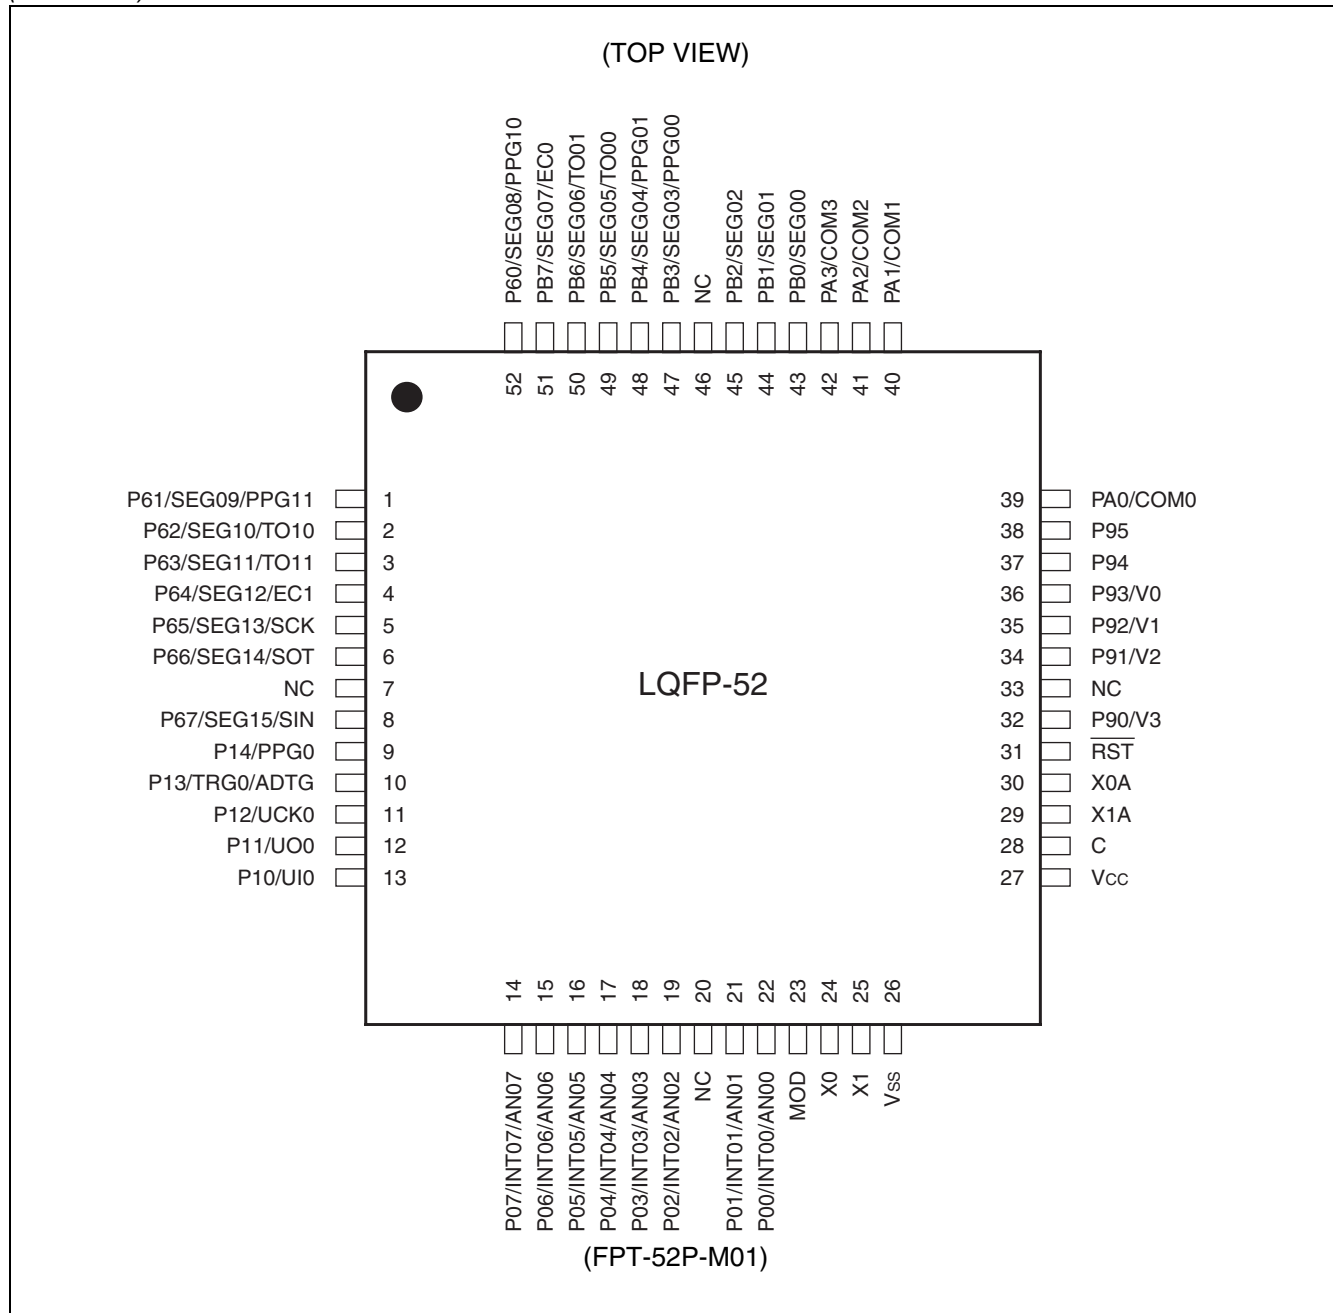 (TOP VIEW)
P60/SEG08/PPG10
PB7/SEG07/EC0
PB6/SEG06/TO01
PB5/SEG05/TO00
PB4/SEG04/PPG01
PB3/SEG03/PPG00
NC
PB2/SEG02
PB1/SEG01
PB0/SEG00
PA3/COM3
PA2/COM2
PA1/COM1
52 51 50 49 48 47 46 45 44 43 42 41 40
P61/SEG09/PPG11 1
P62/SEG10/TO10 2
P63/SEG11/TO11 3
P64/SEG12/EC1 4
P65/SEG13/SCK 5
P66/SEG14/SOT 6
NC 7
P67/SEG15/SIN 8
P14/PPG0 9
P13/TRG0/ADTG 10
P12/UCK0 11
P11/UO0 12
P10/UI0 13
LQFP-52
39 PA0/COM0
38 P95
37 P94
36 P93/V0
35 P92/V1
34 P91/V2
33 NC
32 P90/V3
31 RST
30 X0A
29 X1A
28 C
27 Vcc
14 15 16 17 18 19 20 21 22 23 24 25 26
P07/INT07/AN07
P06/INT06/AN06
P05/INT05/AN05
P04/INT04/AN04
P03/INT03/AN03
P02/INT02/AN02
NC
P01/INT01/AN01
P00/INT00/AN00
MOD
X0
X1
Vss
(FPT-52P-M01)